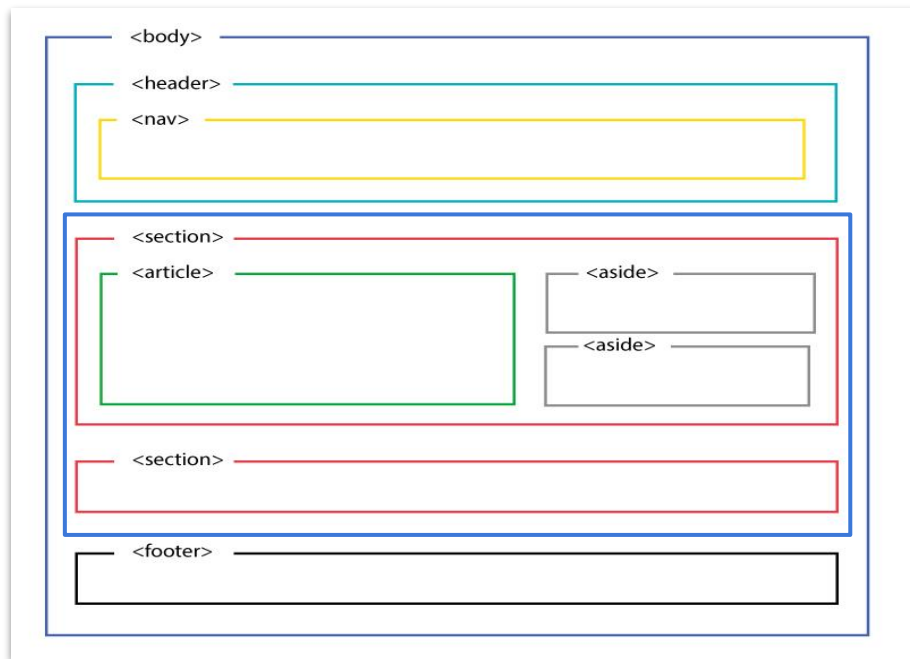 <body>
<header>
<nav>
<section>
<article>
<aside>
<aside>
<section>
<footer>